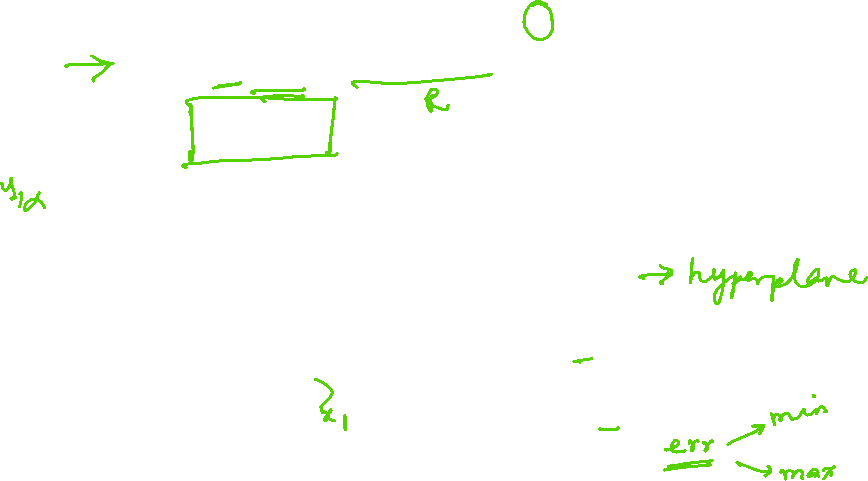 R
→ hyperplane
x1
min
err
max